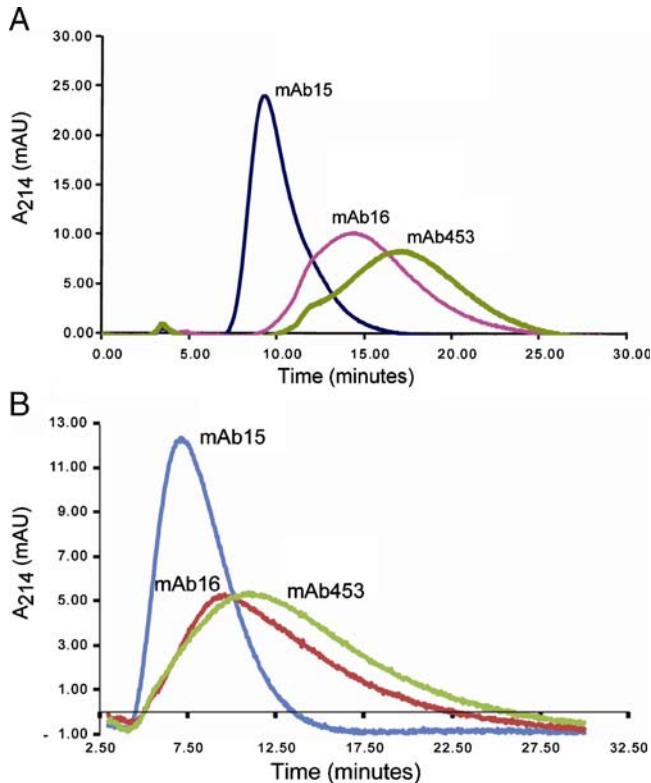 A
30.00
25.00
20.00
15.00
10.00
5.00
0.00
A214 (mAU)
mAb15
mAb16
mAb453
0.00 5.00 10.00 15.00 20.00 25.00 30.00
Time (minutes)
B
13.00
11.00
9.00
7.00
5.00
3.00
1.00
- 1.00
A214 (mAU)
mAb15
mAb16
mAb453
2.50 7.50 12.50 17.50 22.50 27.50 32.50
Time (minutes)